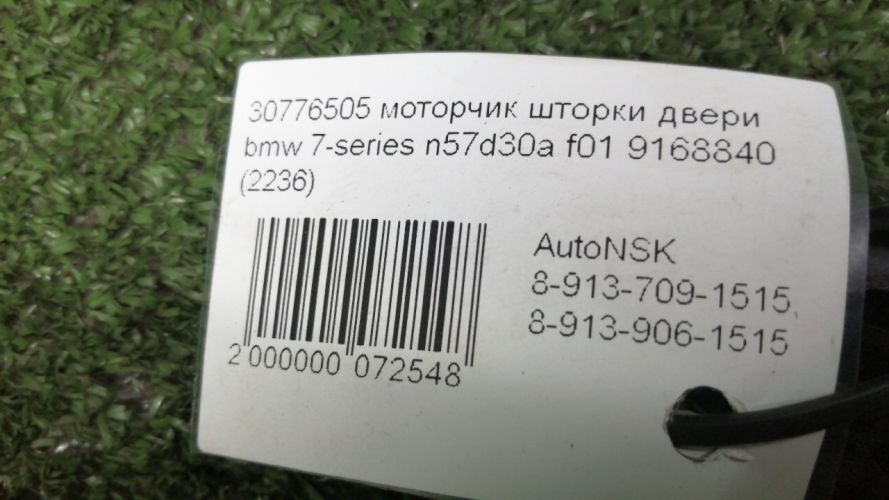 30776505 моторчик шторки двери
bmw 7-series n57d30a f01 9168840
(2236)
AutoNSK
8-913-709-1515,
8-913-906-1515
2 000000 072548